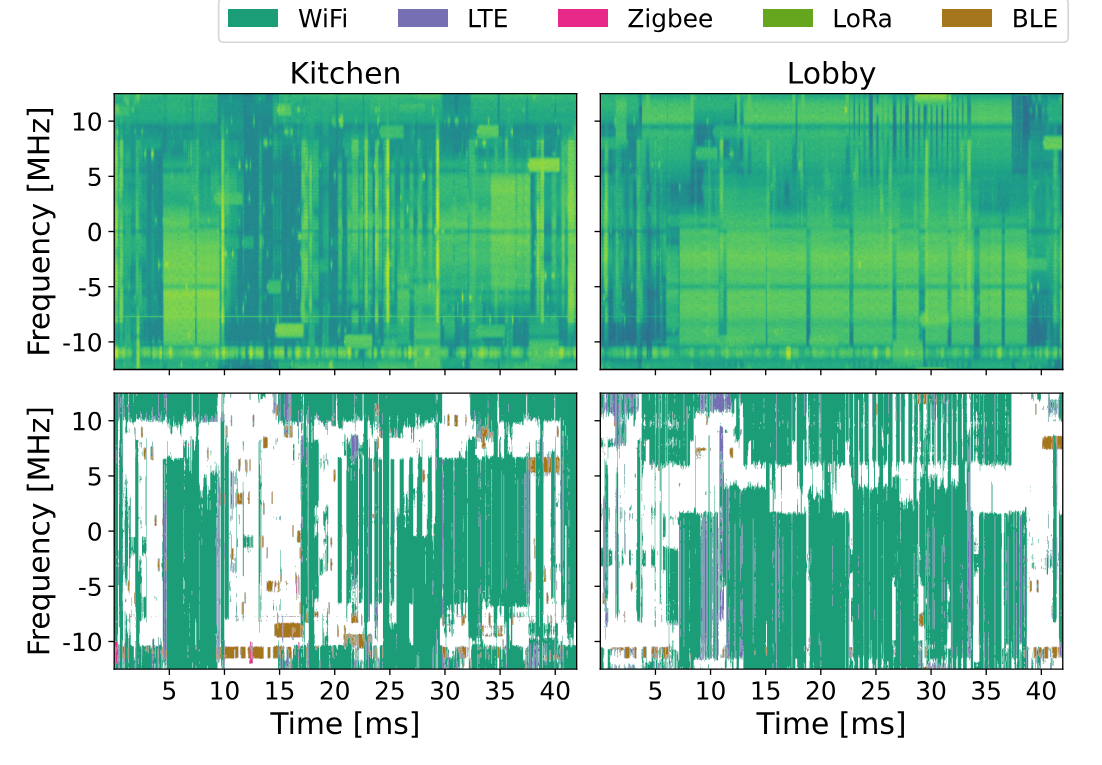 WiFi LTE Zigbee LoRa BLE
Kitchen Lobby
Frequency [MHz]
10
5
0
-5
-10
Frequency [MHz]
10
5
0
-5
-10
5 10 15 20 25 30 35 40 5 10 15 20 25 30 35 40
Time [ms] Time [ms]